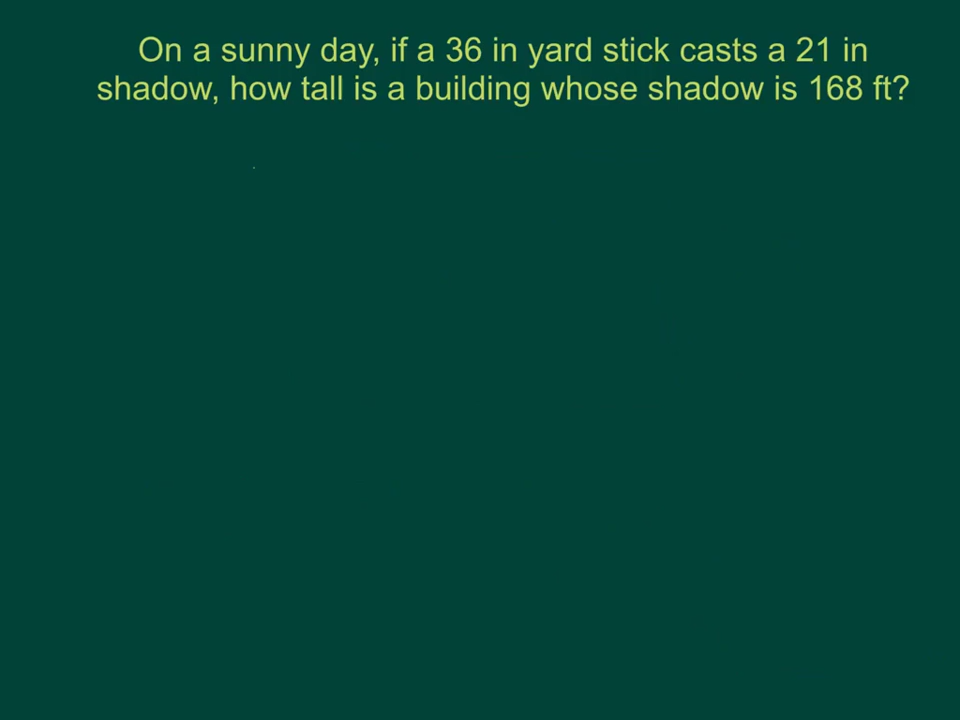 On a sunny day, if a 36 in yard stick casts a 21 in
shadow, how tall is a building whose shadow is 168 ft?